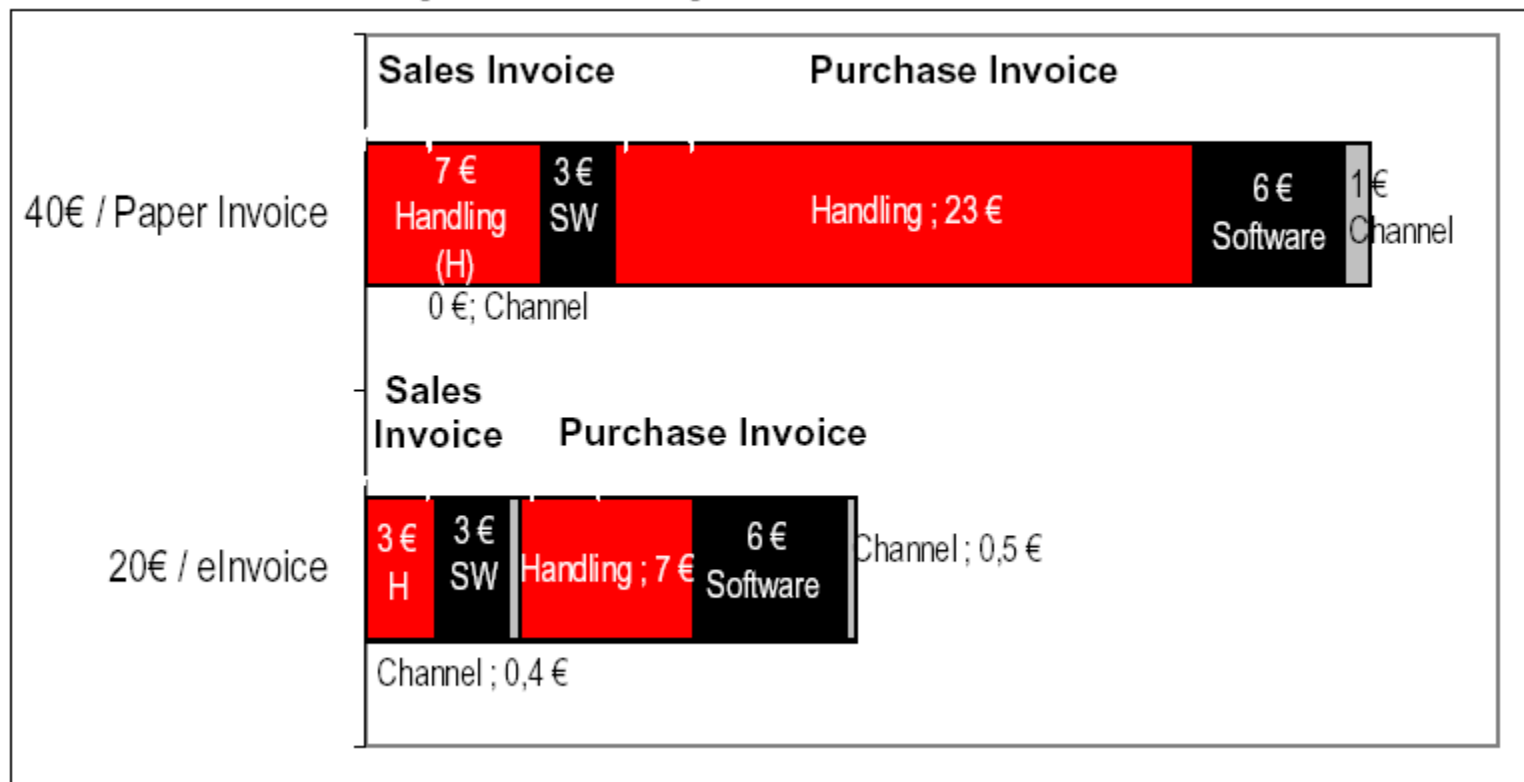 Sales Invoice
Purchase Invoice
40€ / Paper Invoice
7 €
Handling
(H)
3 €
SW
Handling ; 23 €
6 €
Software
1 €
Channel
0 €; Channel
Sales
Invoice
Purchase Invoice
20€ / eInvoice
3 €
H
3 €
SW
Handling ; 7 €
6 €
Software
Channel ; 0,5 €
Channel ; 0,4 €